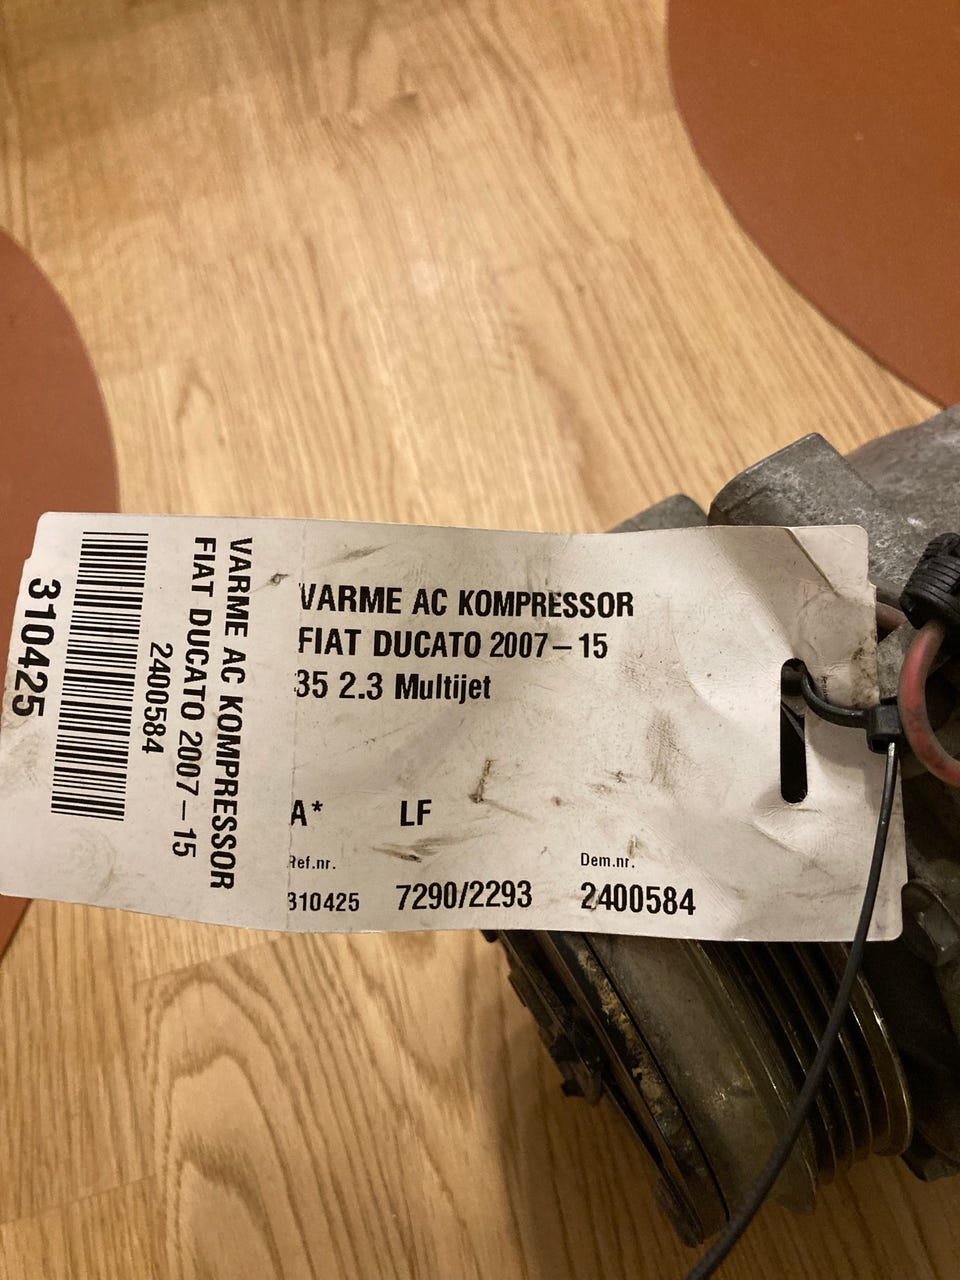 VARME AC KOMPRESSOR
FIAT DUCATO 2007-15
35 2.3 Multijet
A* LF
Ref.nr. Dem.nr.
310425 7290/2293 2400584
VARME AC KOMPRESSOR
FIAT DUCATO 2007-15
2400584
310425